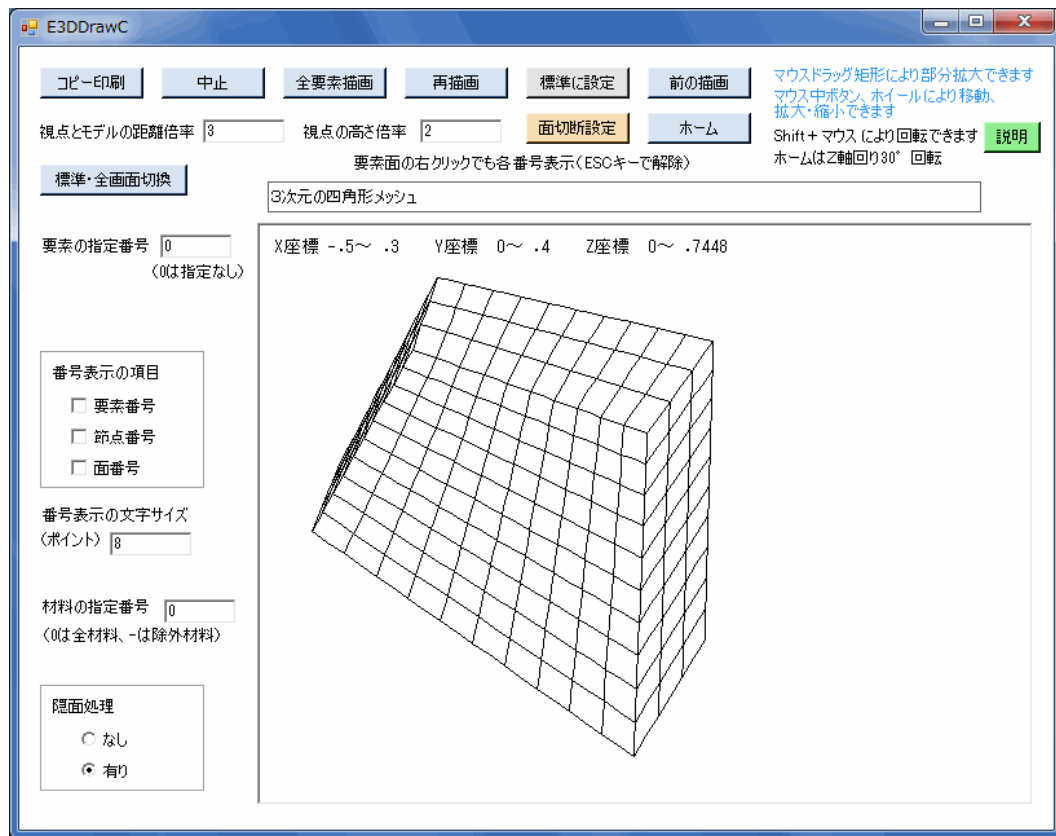 E3DDrawC
コピー印刷 中止 全要素描画 再描画 標準に設定 前の描画
マウスドラッグ矩形により部分拡大できます
マウス中ボタン、ホイールにより移動、
拡大・縮小できます
視点とモデルの距離倍率 3 視点の高さ倍率 2 面切断設定 ホーム
Shift+マウス により回転できます 説明
ホームはZ軸回り30° 回転
要素面の右クリックでも各番号表示(ESCキーで解除)
標準・全画面切換
3次元の四角形メッシュ
要素の指定番号 0
(0は指定なし)
X座標 -.5～ .3 Y座標 0～ .4 Z座標 0～ .7448
番号表示の項目
要素番号
節点番号
面番号
番号表示の文字サイズ
(ポイント) 8
材料の指定番号 0
(0は全材料、-は除外材料)
隠面処理
なし
有り